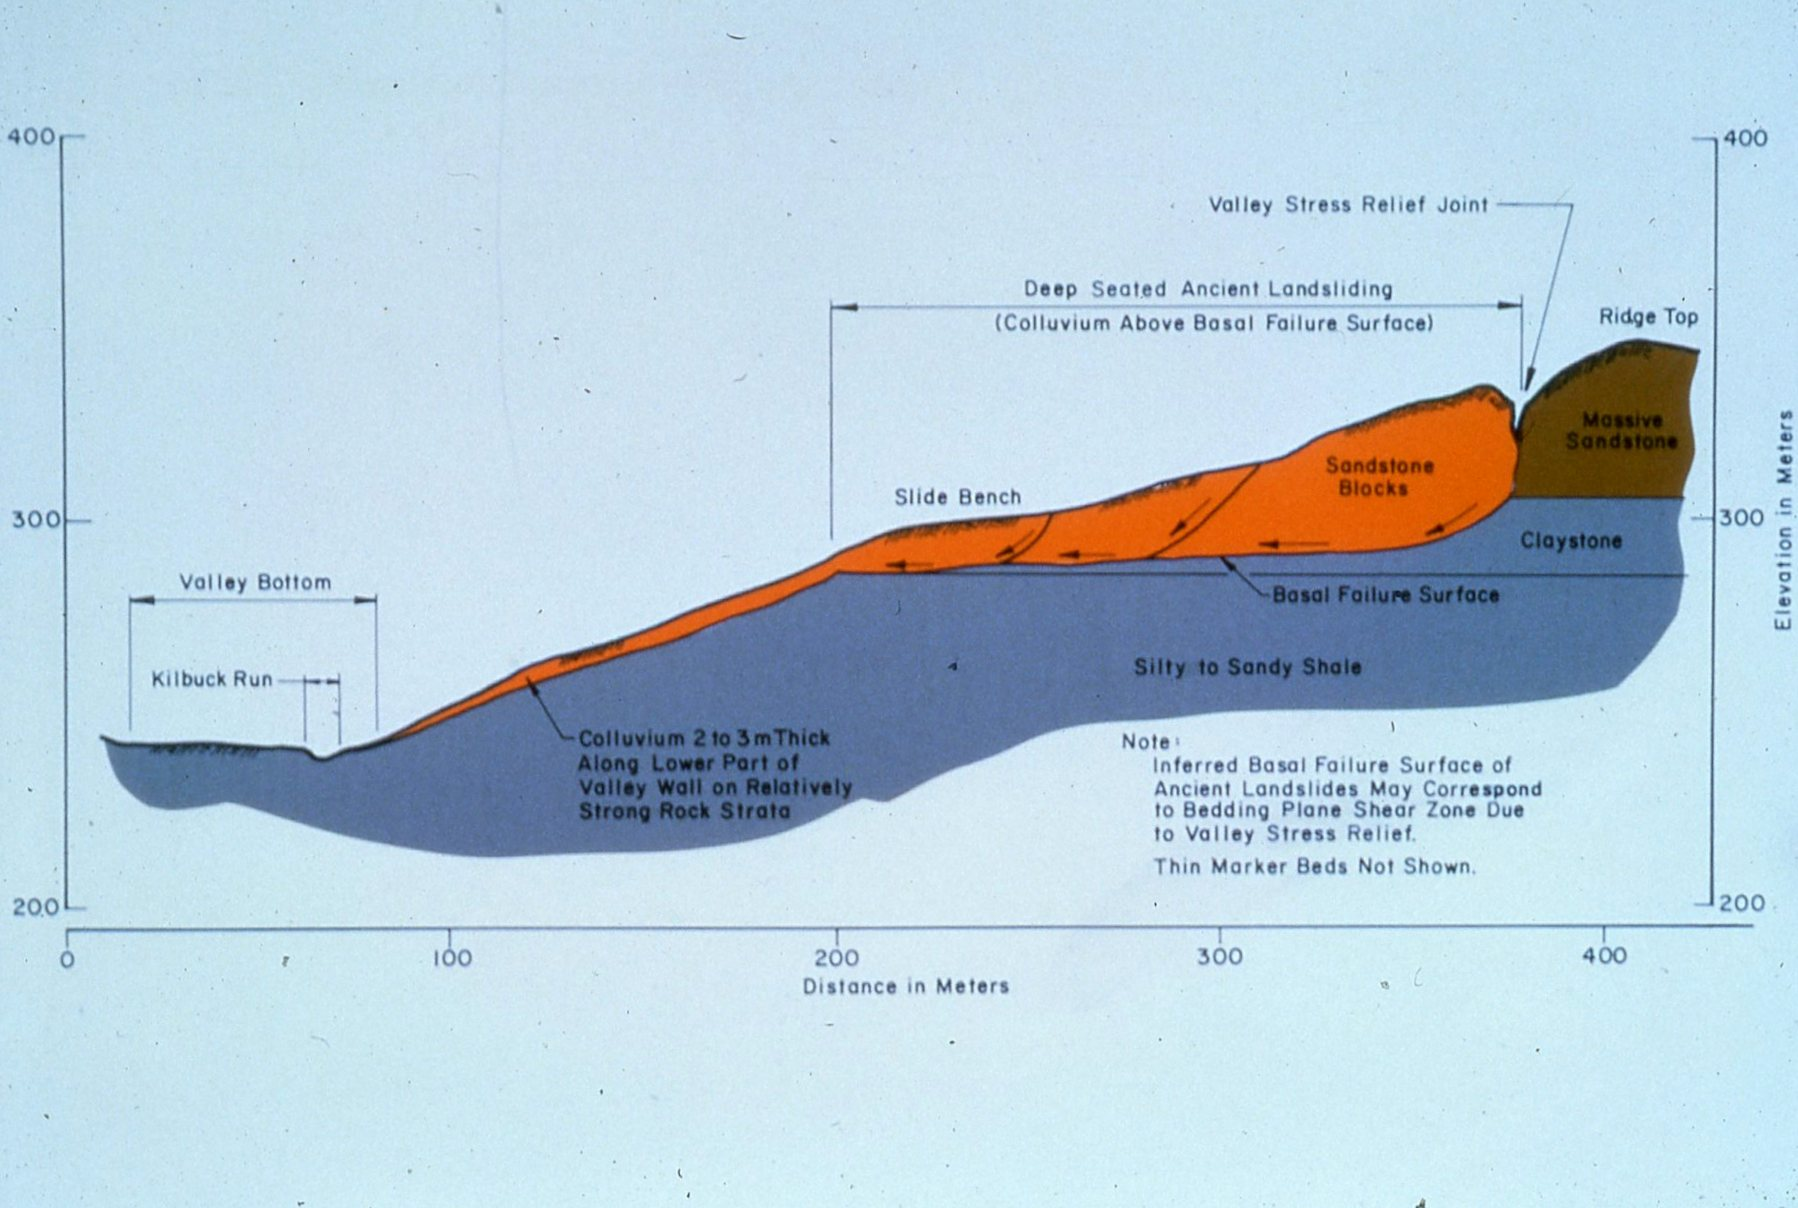 400
400
Valley Stress Relief Joint
Deep Seated Ancient Landsliding
(Colluvium Above Basal Failure Surface)
Ridge Top
Massive
Sandstone
Sandstone
Blocks
Slide Bench
300
300
Claystone
Elevation in Meters
Valley Bottom
Basal Failure Surface
Kilbuck Run
Silty to Sandy Shale
Colluvium 2 to 3m Thick
Along Lower Part of
Valley Wall on Relatively
Strong Rock Strata
Note:
Inferred Basal Failure Surface of
Ancient Landslides May Correspond
to Bedding Plane Shear Zone Due
to Valley Stress Relief.
Thin Marker Beds Not Shown.
200
200
0
100
200
300
400
Distance in Meters